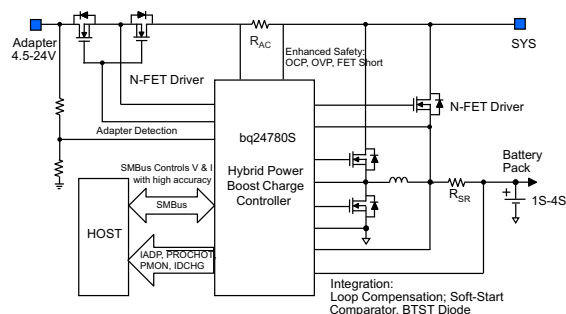 Adapter
4.5-24V
R_AC
Enhanced Safety:
OCP, OVP, FET Short
SYS
N-FET Driver
N-FET Driver
Adapter Detection
bq24780S
Hybrid Power
Boost Charge
Controller
SMBus Controls V & I
with high accuracy
SMBus
HOST
IADP, PROCHOT,
PMON, IDCHG
Battery
Pack
R_SR
+
1S-4S
Integration:
Loop Compensation; Soft-Start
Comparator, BTST Diode